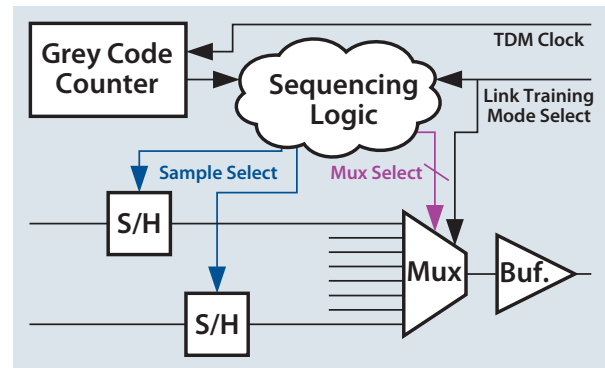 Grey Code
Counter
TDM Clock
Sequencing
Logic
Link Training
Mode Select
Sample Select
Mux Select
S/H
Mux
Buf.
S/H